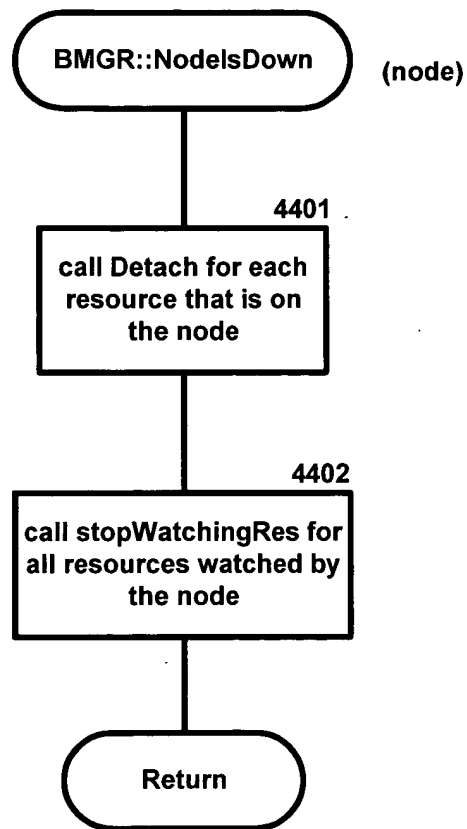 BMGR::NodeIsDown
(node)
4401
call Detach for each
resource that is on
the node
4402
call stopWatchingRes for
all resources watched by
the node
Return